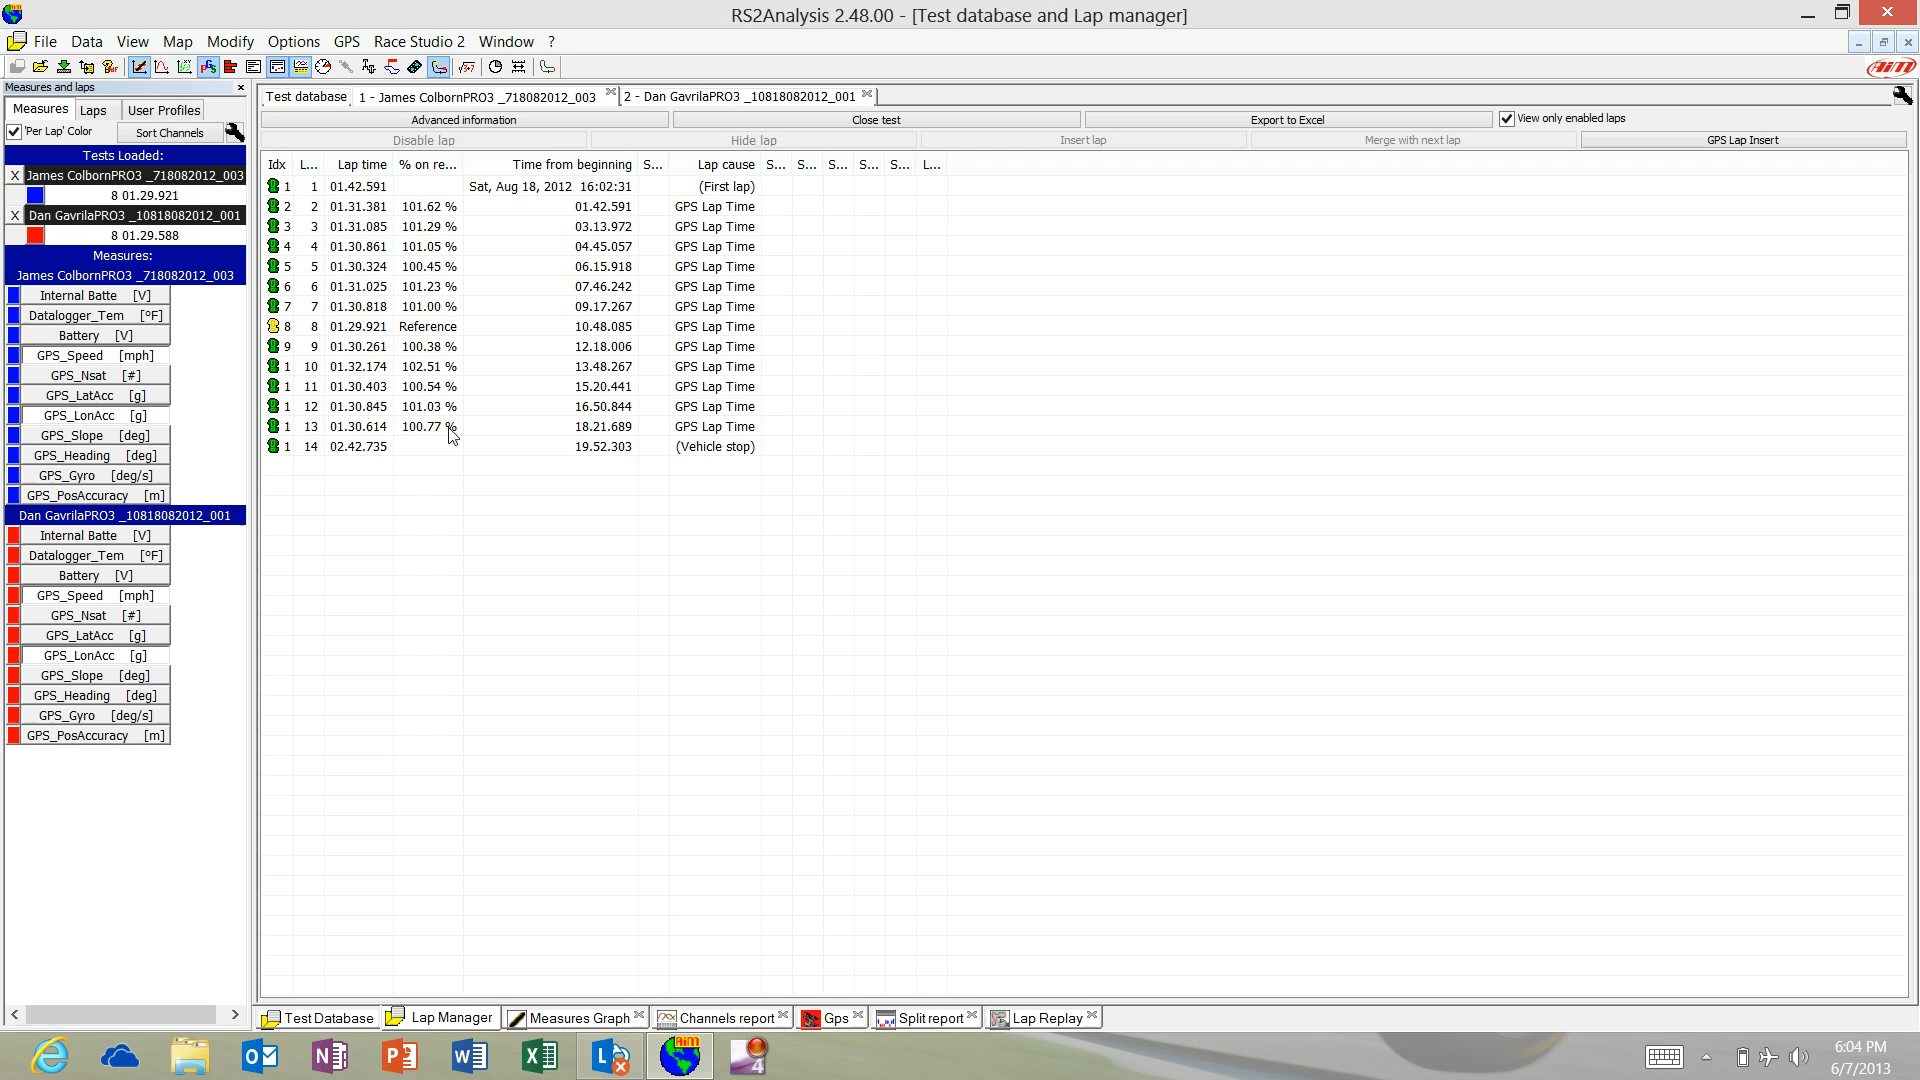 RS2Analysis 2.48.00 - [Test database and Lap manager]
File Data View Map Modify Options GPS Race Studio 2 Window ?
AiM
Measures and laps
Measures Laps User Profiles
'Per Lap' Color Sort Channels
Tests Loaded:
X James ColbornPRO3 _718082012_003
8 01.29.921
X Dan GavrilaPRO3 _10818082012_001
8 01.29.588
Measures:
James ColbornPRO3 _718082012_003
Internal Batte [V]
Datalogger_Tem [ºF]
Battery [V]
GPS_Speed [mph]
GPS_Nsat [#]
GPS_LatAcc [g]
GPS_LonAcc [g]
GPS_Slope [deg]
GPS_Heading [deg]
GPS_Gyro [deg/s]
GPS_PosAccuracy [m]
Dan GavrilaPRO3 _10818082012_001
Internal Batte [V]
Datalogger_Tem [ºF]
Battery [V]
GPS_Speed [mph]
GPS_Nsat [#]
GPS_LatAcc [g]
GPS_LonAcc [g]
GPS_Slope [deg]
GPS_Heading [deg]
GPS_Gyro [deg/s]
GPS_PosAccuracy [m]
Test database 1 - James ColbornPRO3 _718082012_003 2 - Dan GavrilaPRO3 _10818082012_001
Advanced information Close test Export to Excel View only enabled laps
Disable lap Hide lap Insert lap Merge with next lap GPS Lap Insert
Idx L... Lap time % on re... Time from beginning S... Lap cause S... S... S... S... S... L...
1 1 01.42.591 Sat, Aug 18, 2012 16:02:31 (First lap)
2 2 01.31.381 101.62 % 01.42.591 GPS Lap Time
3 3 01.31.085 101.29 % 03.13.972 GPS Lap Time
4 4 01.30.861 101.05 % 04.45.057 GPS Lap Time
5 5 01.30.324 100.45 % 06.15.918 GPS Lap Time
6 6 01.31.025 101.23 % 07.46.242 GPS Lap Time
7 7 01.30.818 101.00 % 09.17.267 GPS Lap Time
8 8 01.29.921 Reference 10.48.085 GPS Lap Time
9 9 01.30.261 100.38 % 12.18.006 GPS Lap Time
1 10 01.32.174 102.51 % 13.48.267 GPS Lap Time
1 11 01.30.403 100.54 % 15.20.441 GPS Lap Time
1 12 01.30.845 101.03 % 16.50.844 GPS Lap Time
1 13 01.30.614 100.77 % 18.21.689 GPS Lap Time
1 14 02.42.735 19.52.303 (Vehicle stop)
Test Database Lap Manager Measures Graph Channels report Gps Split report Lap Replay
6:04 PM
6/7/2013